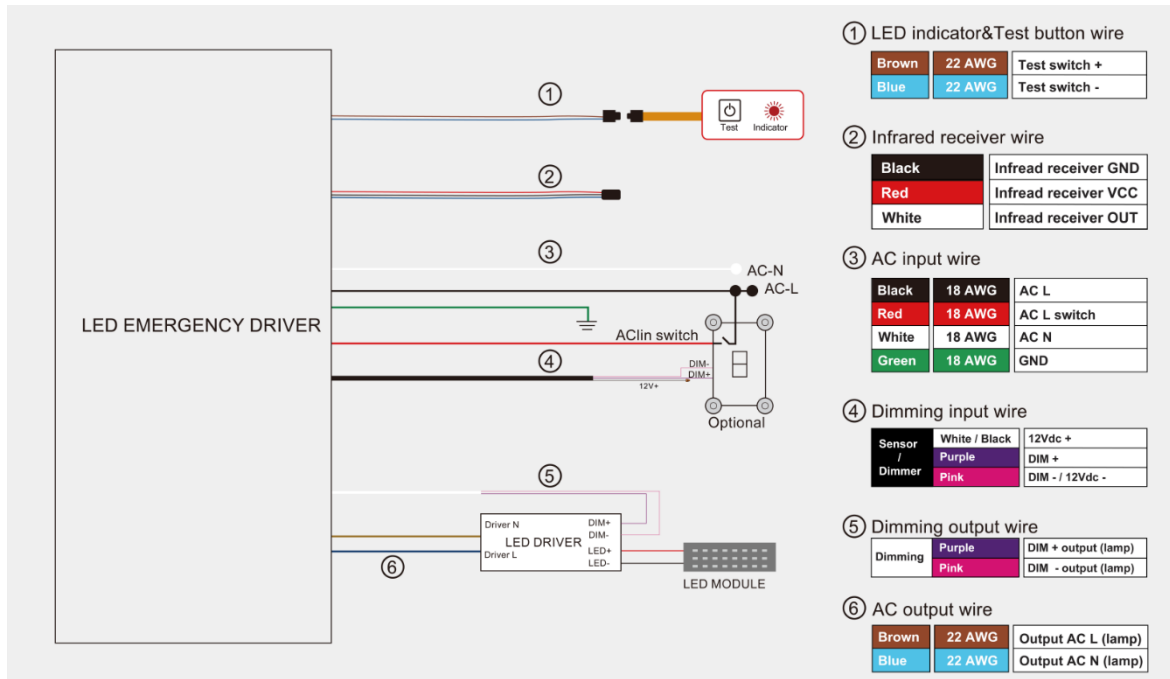 LED EMERGENCY DRIVER
①
Test
Indicator
②
③
AC-N
AC-L
AClin switch
④
DIM-
DIM+
12V+
Optional
⑤
Driver N
DIM+
DIM-
LED DRIVER
Driver L
LED+
LED-
⑥
LED MODULE
① LED indicator&Test button wire
Brown 22 AWG Test switch +
Blue 22 AWG Test switch -
② Infrared receiver wire
Black Infread receiver GND
Red Infread receiver VCC
White Infread receiver OUT
③ AC input wire
Black 18 AWG AC L
Red 18 AWG AC L switch
White 18 AWG AC N
Green 18 AWG GND
④ Dimming input wire
Sensor / Dimmer
White / Black 12Vdc +
Purple DIM +
Pink DIM - / 12Vdc -
⑤ Dimming output wire
Dimming
Purple DIM + output (lamp)
Pink DIM - output (lamp)
⑥ AC output wire
Brown 22 AWG Output AC L (lamp)
Blue 22 AWG Output AC N (lamp)